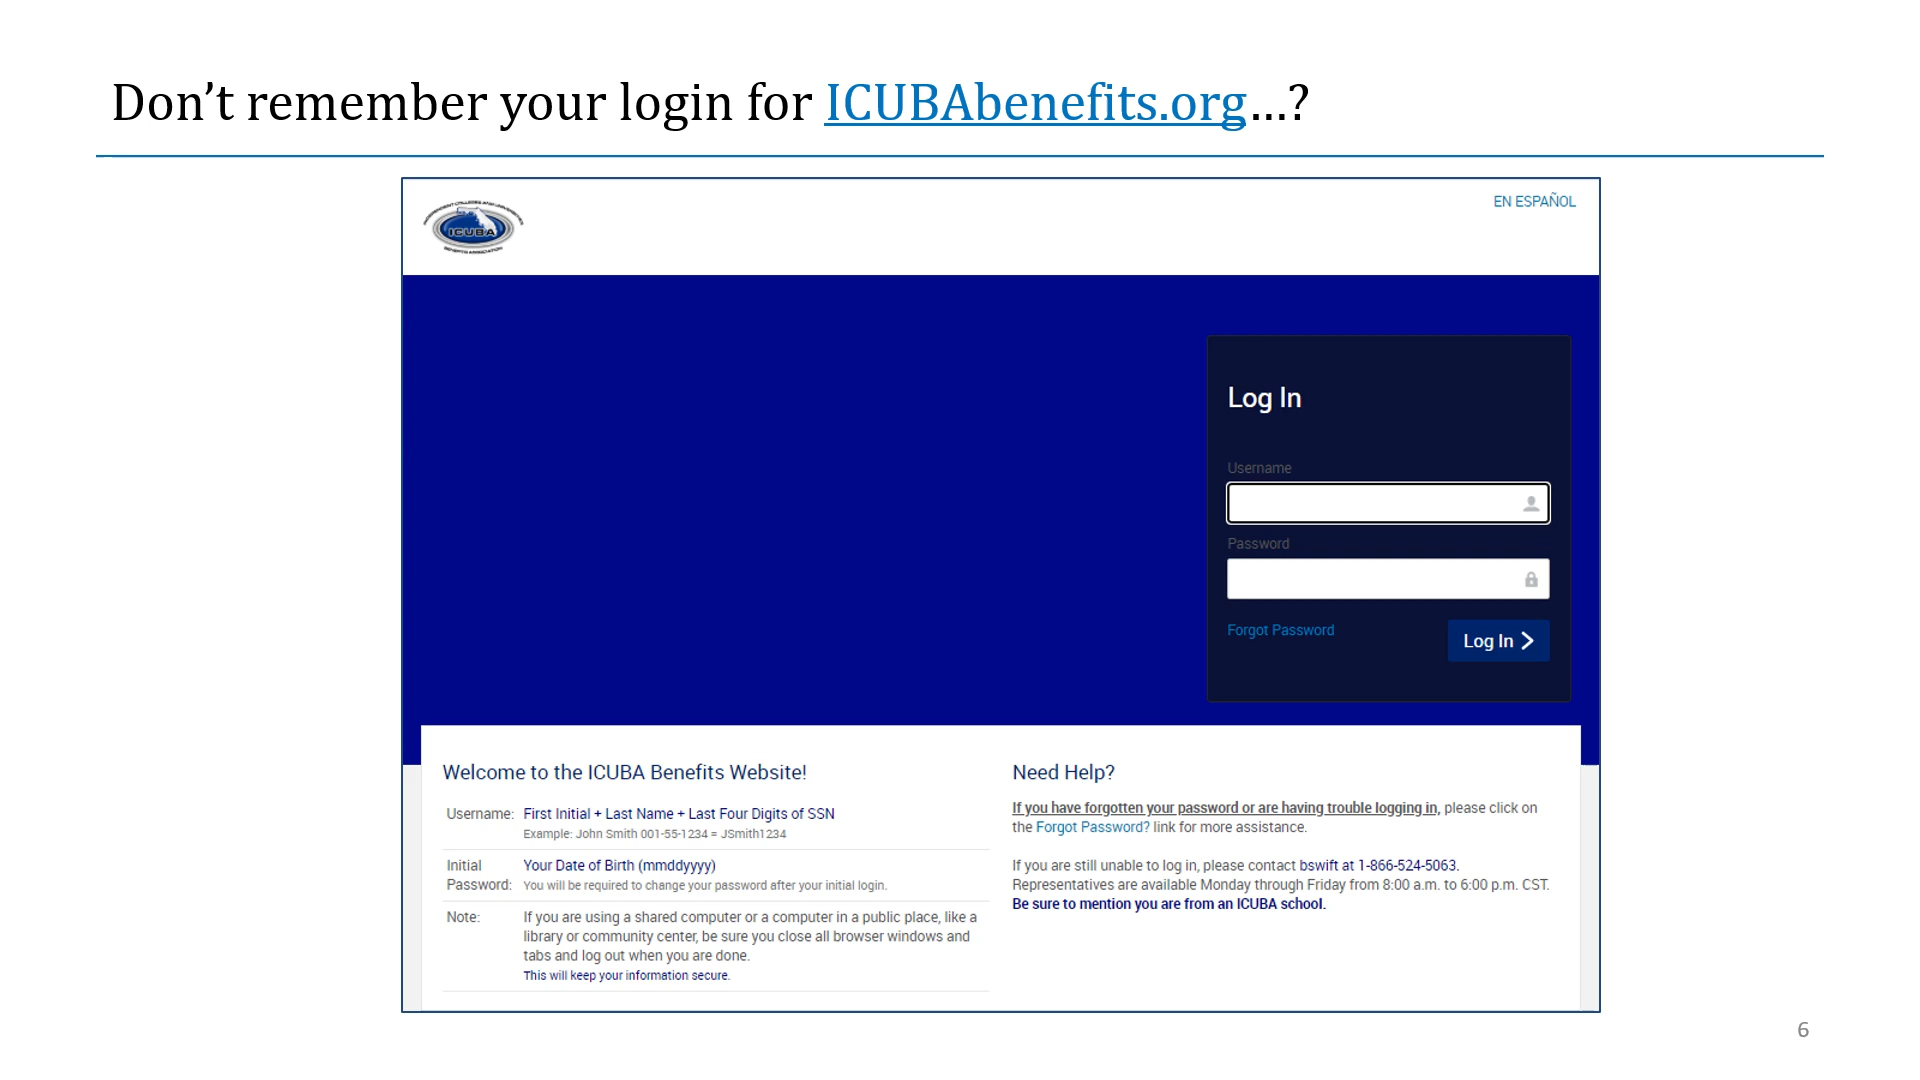 Don’t remember your login for ICUBAbenefits.org…?
EN ESPAÑOL
INDEPENDENT COLLEGES AND UNIVERSITIES
ICUBA
BENEFITS ASSOCIATION
Log In
Username
Password
Forgot Password
Log In
Welcome to the ICUBA Benefits Website!
Username: First Initial + Last Name + Last Four Digits of SSN
Example: John Smith 001-55-1234 = JSmith1234
Initial Password: Your Date of Birth (mmddyyyy)
You will be required to change your password after your initial login.
Note: If you are using a shared computer or a computer in a public place, like a
library or community center, be sure you close all browser windows and
tabs and log out when you are done.
This will keep your information secure.
Need Help?
If you have forgotten your password or are having trouble logging in, please click on
the Forgot Password? link for more assistance.
If you are still unable to log in, please contact bswift at 1-866-524-5063.
Representatives are available Monday through Friday from 8:00 a.m. to 6:00 p.m. CST.
Be sure to mention you are from an ICUBA school.
6